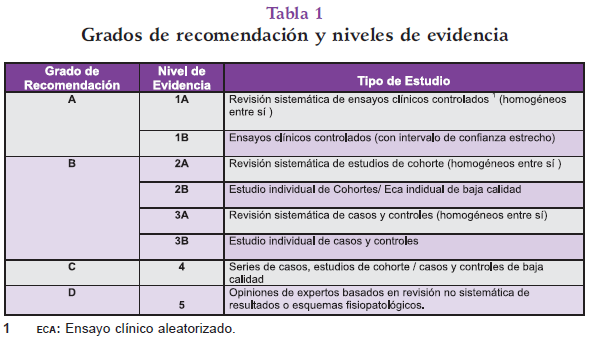 Tabla 1
Grados de recomendación y niveles de evidencia
Grado de Recomendación Nivel de Evidencia Tipo de Estudio
A 1A Revisión sistemática de ensayos clínicos controlados 1 (homogéneos
entre sí )
1B Ensayos clínicos controlados (con intervalo de confianza estrecho)
B 2A Revisión sistemática de estudios de cohorte (homogéneos entre sí )
2B Estudio individual de Cohortes/ Eca indidual de baja calidad
3A Revisión sistemática de casos y controles (homogéneos entre sí)
3B Estudio individual de casos y controles
C 4 Series de casos, estudios de cohorte / casos y controles de baja
calidad
D 5 Opiniones de expertos basados en revisión no sistemática de
resultados o esquemas fisiopatológicos.
1 ECA: Ensayo clínico aleatorizado.